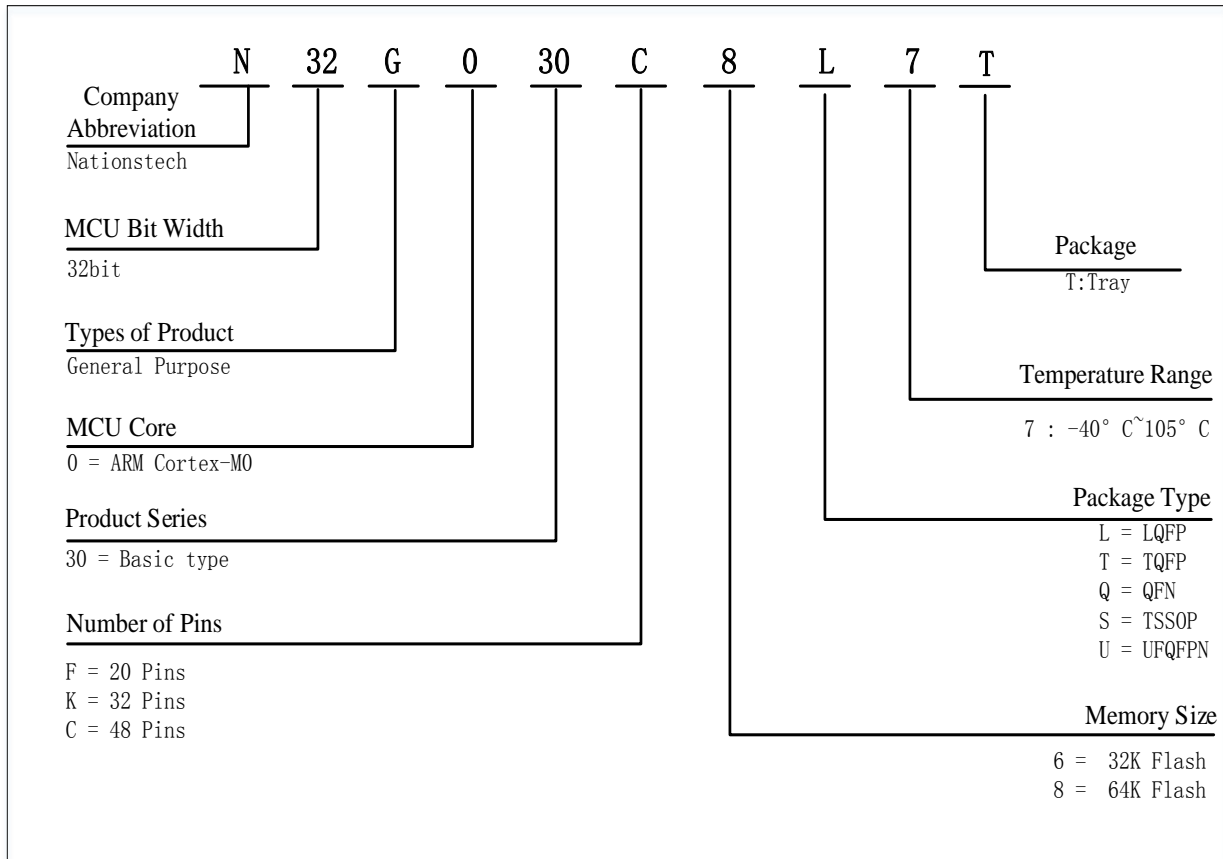 N 32 G 0 30 C 8 L 7 T
Company
Abbreviation
Nationstech
MCU Bit Width
32bit
Types of Product
General Purpose
MCU Core
0 = ARM Cortex-M0
Product Series
30 = Basic type
Number of Pins
F = 20 Pins
K = 32 Pins
C = 48 Pins
Package
T:Tray
Temperature Range
7 : -40° C~105° C
Package Type
L = LQFP
T = TQFP
Q = QFN
S = TSSOP
U = UFQFPN
Memory Size
6 = 32K Flash
8 = 64K Flash